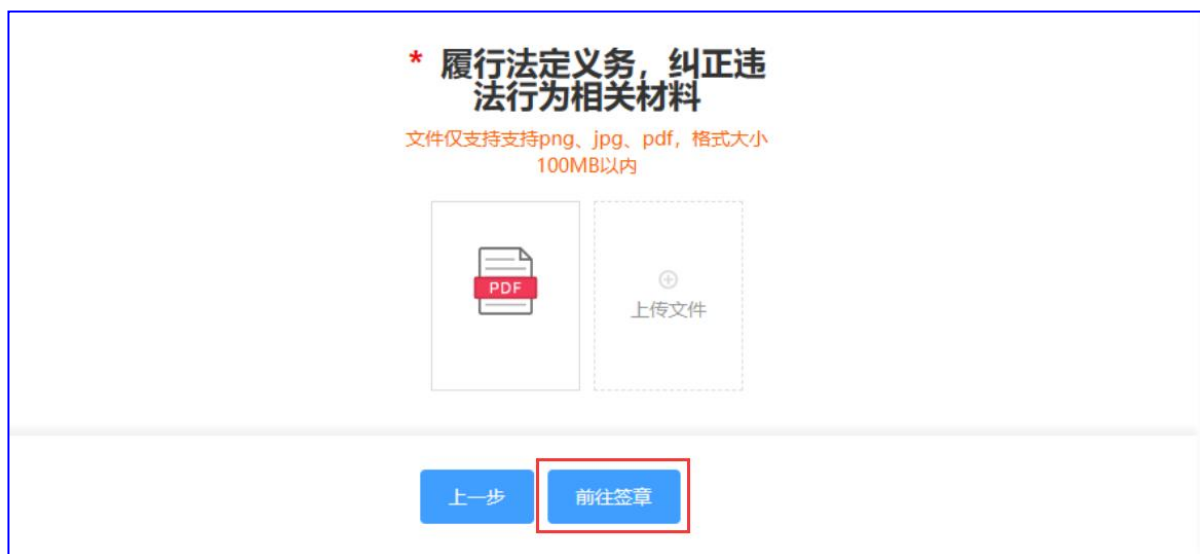 * 履行法定义务，纠正违
法行为相关材料
文件仅支持支持png、jpg、pdf，格式大小
100MB以内
PDF
上传文件
上一步
前往签章